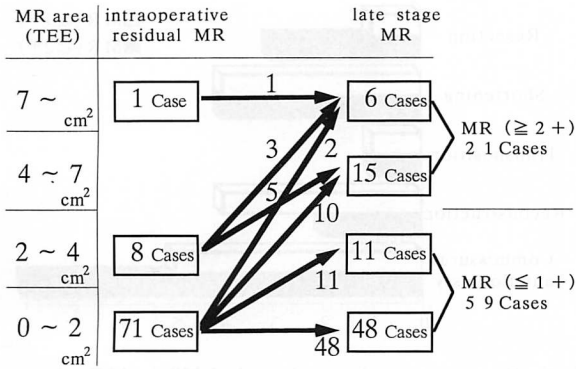 MR area
(TEE)
intraoperative
residual MR
late stage
MR
7 ~ cm²
1 Case
1
6 Cases
MR (≧ 2 +)
2 1 Cases
3
2
4 ~ 7 cm²
15 Cases
5
10
2 ~ 4 cm²
8 Cases
11 Cases
11
MR (≦ 1 +)
5 9 Cases
0 ~ 2 cm²
71 Cases
48
48 Cases